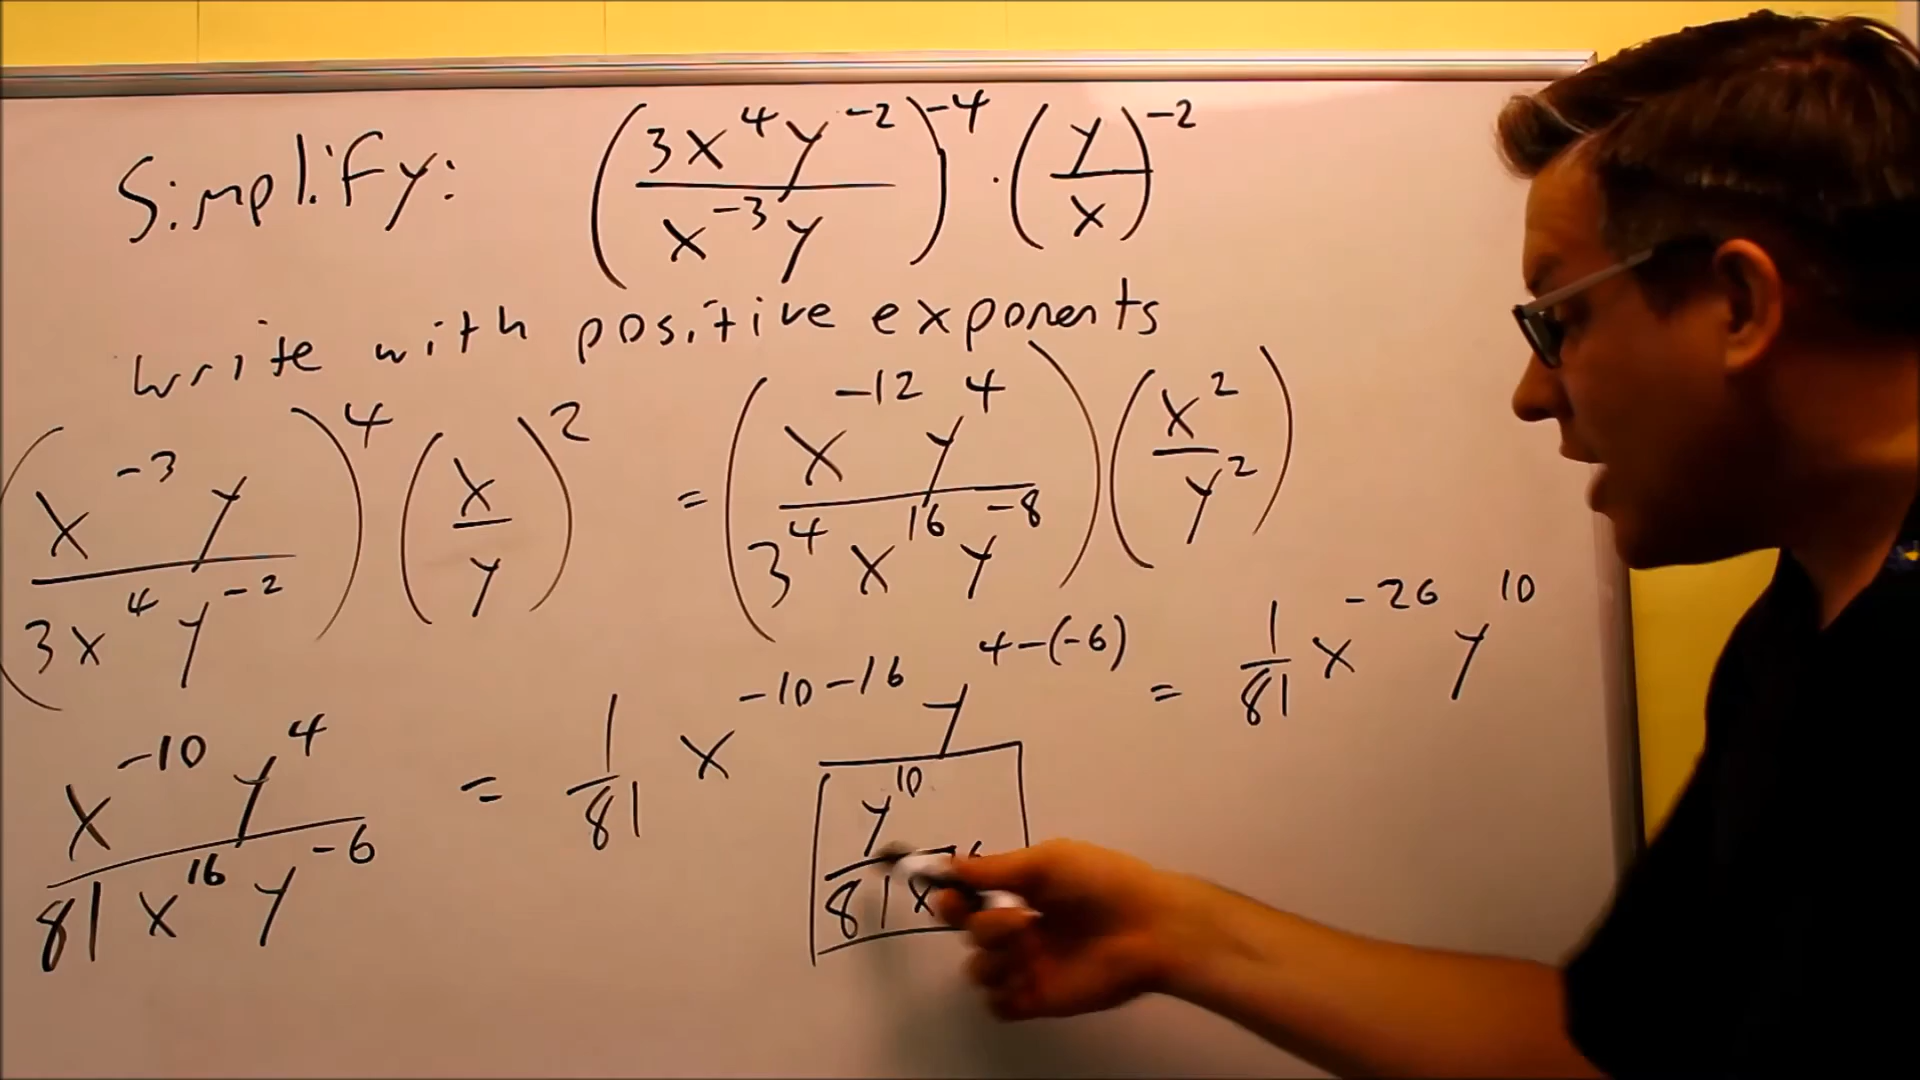 Simplify: (3x⁴y⁻²/x⁻³y)⁻⁴ · (y/x)⁻²
Write with positive exponents
(x⁻³y/3x⁴y⁻²)⁴ (x/y)² = (x⁻¹²y⁴/3⁴x¹⁶y⁻⁸)(x²/y²)
x⁻¹⁰y⁴/81x¹⁶y⁻⁶ = 1/81 x⁻¹⁰⁻¹⁶ y⁴⁻⁽⁻⁶⁾ = 1/81 x⁻²⁶ y¹⁰
y¹⁰/81x